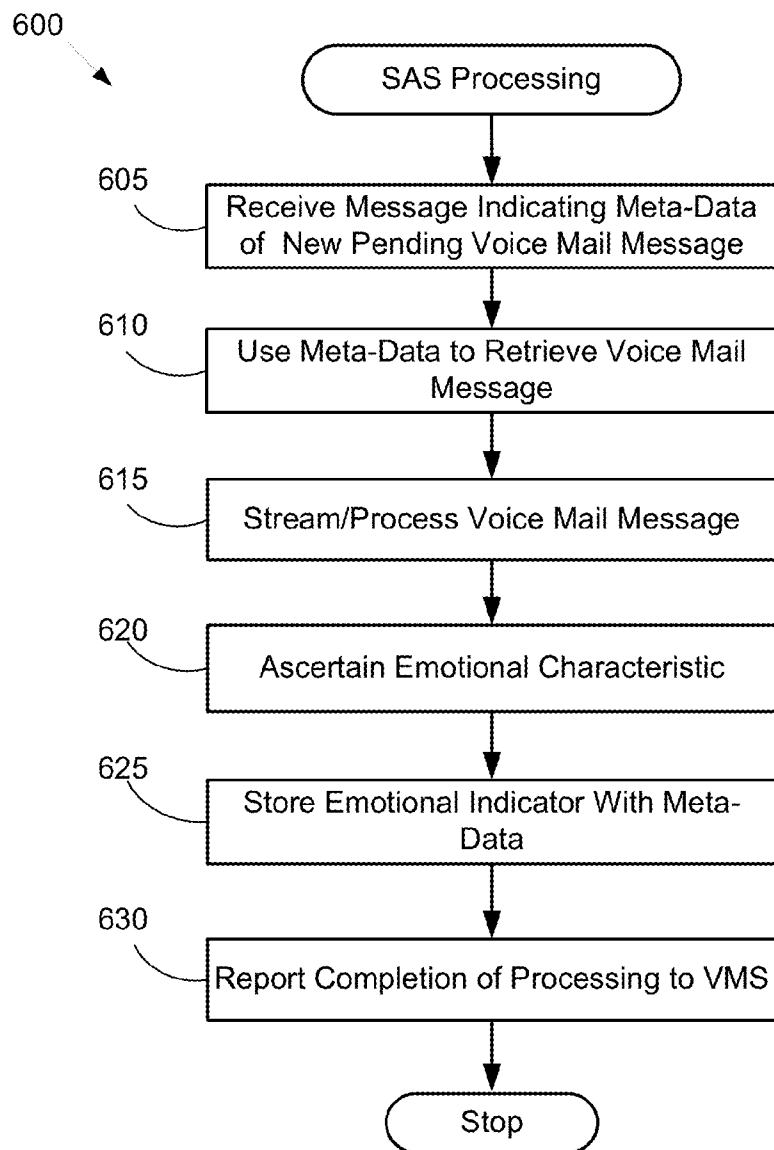 600
SAS Processing
605
Receive Message Indicating Meta-Data
of New Pending Voice Mail Message
610
Use Meta-Data to Retrieve Voice Mail
Message
615
Stream/Process Voice Mail Message
620
Ascertain Emotional Characteristic
625
Store Emotional Indicator With Meta-
Data
630
Report Completion of Processing to VMS
Stop